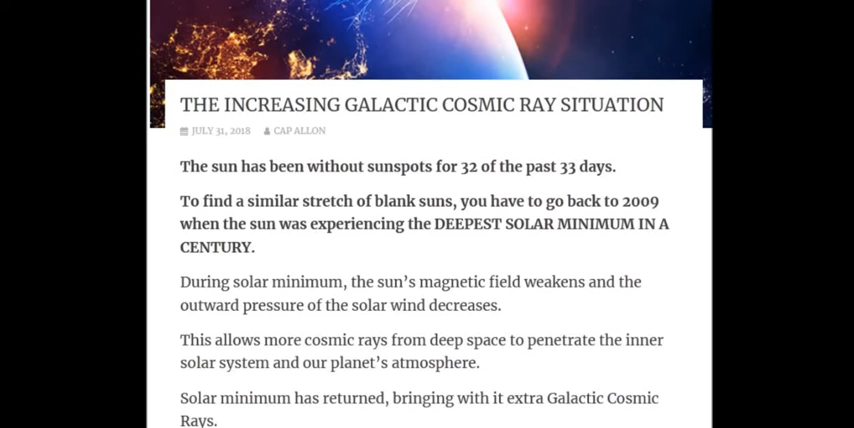 THE INCREASING GALACTIC COSMIC RAY SITUATION
JULY 31, 2018 CAP ALLON
The sun has been without sunspots for 32 of the past 33 days.
To find a similar stretch of blank suns, you have to go back to 2009
when the sun was experiencing the DEEPEST SOLAR MINIMUM IN A
CENTURY.
During solar minimum, the sun’s magnetic field weakens and the
outward pressure of the solar wind decreases.
This allows more cosmic rays from deep space to penetrate the inner
solar system and our planet’s atmosphere.
Solar minimum has returned, bringing with it extra Galactic Cosmic
Rays.